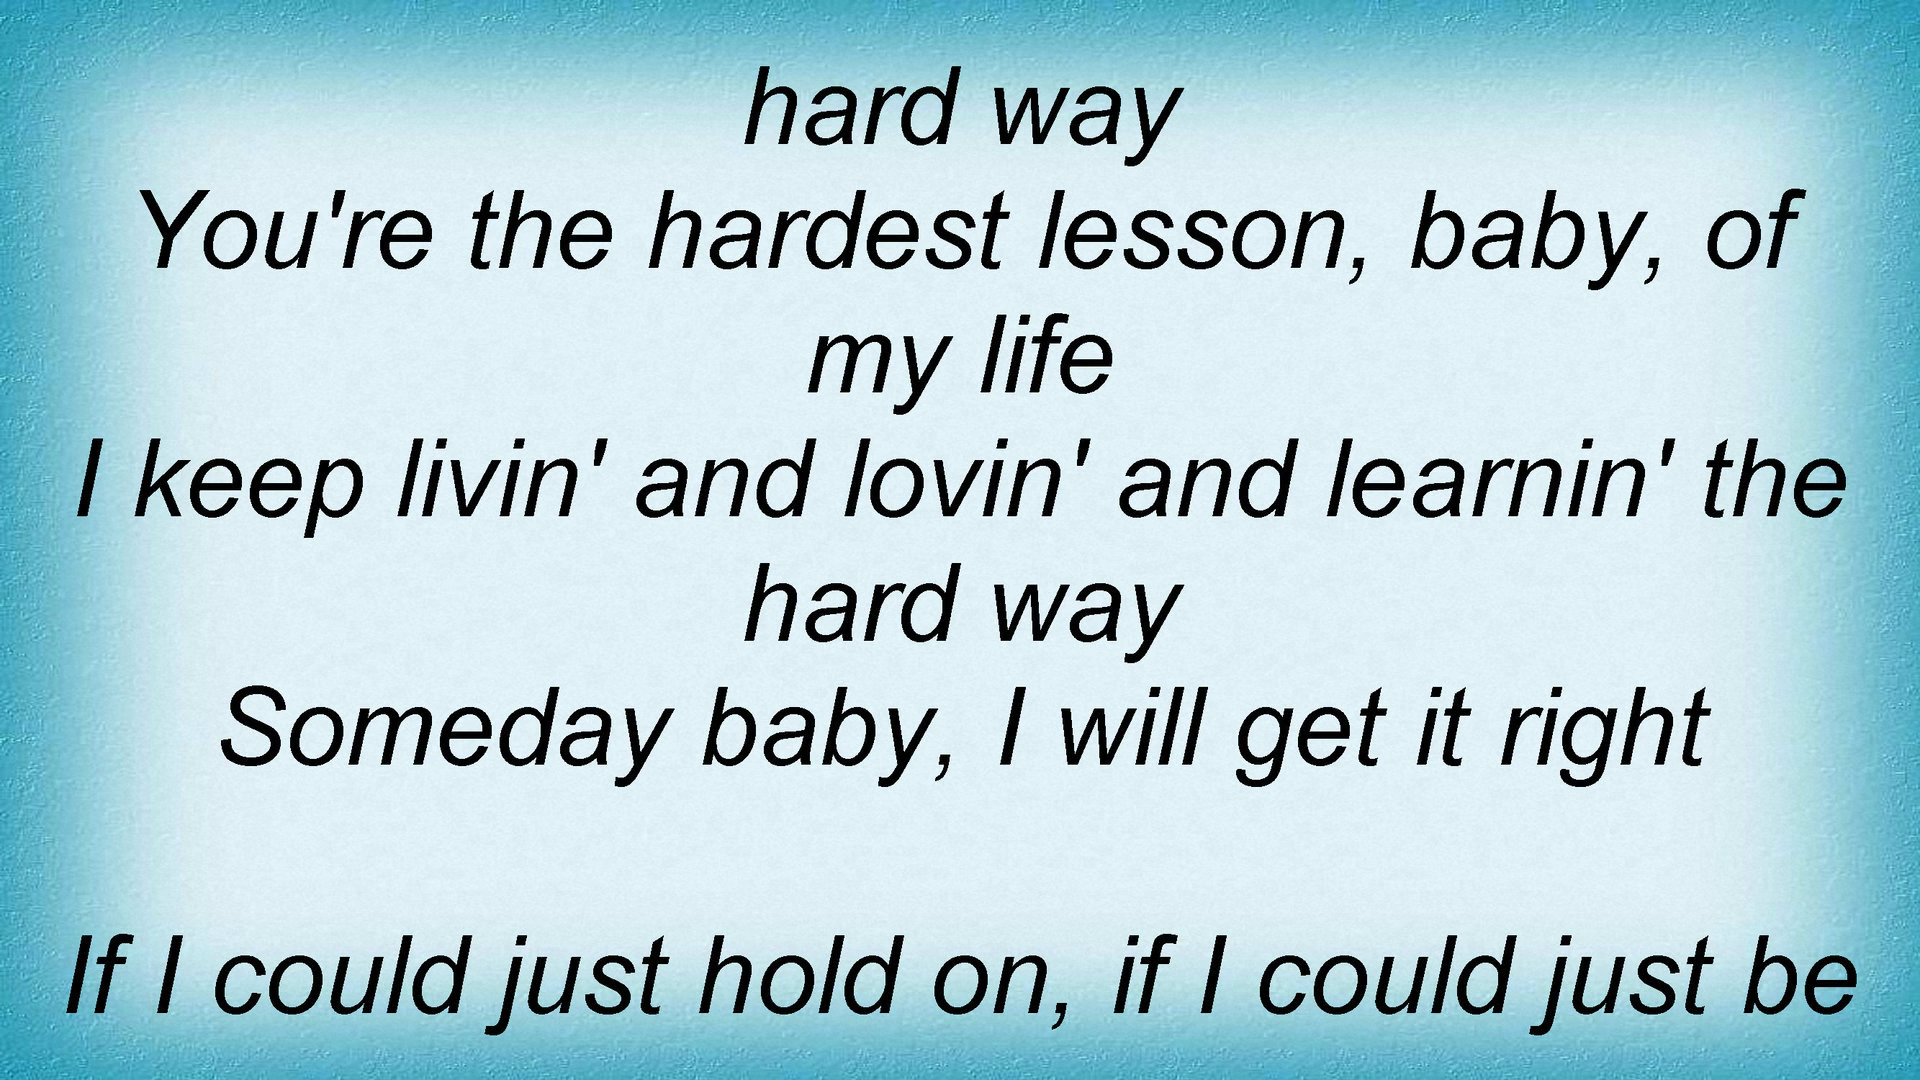 hard way
You're the hardest lesson, baby, of
my life
I keep livin' and lovin' and learnin' the
hard way
Someday baby, I will get it right
If I could just hold on, if I could just be